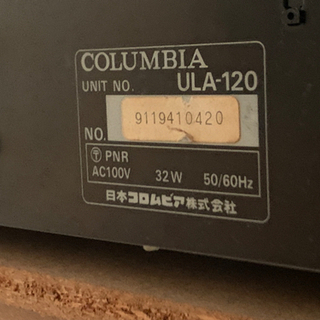 COLUMBIA
UNIT NO. ULA-120
NO. 9119410420
〒 PNR
AC100V 32W 50/60Hz
日本コロムビア株式会社